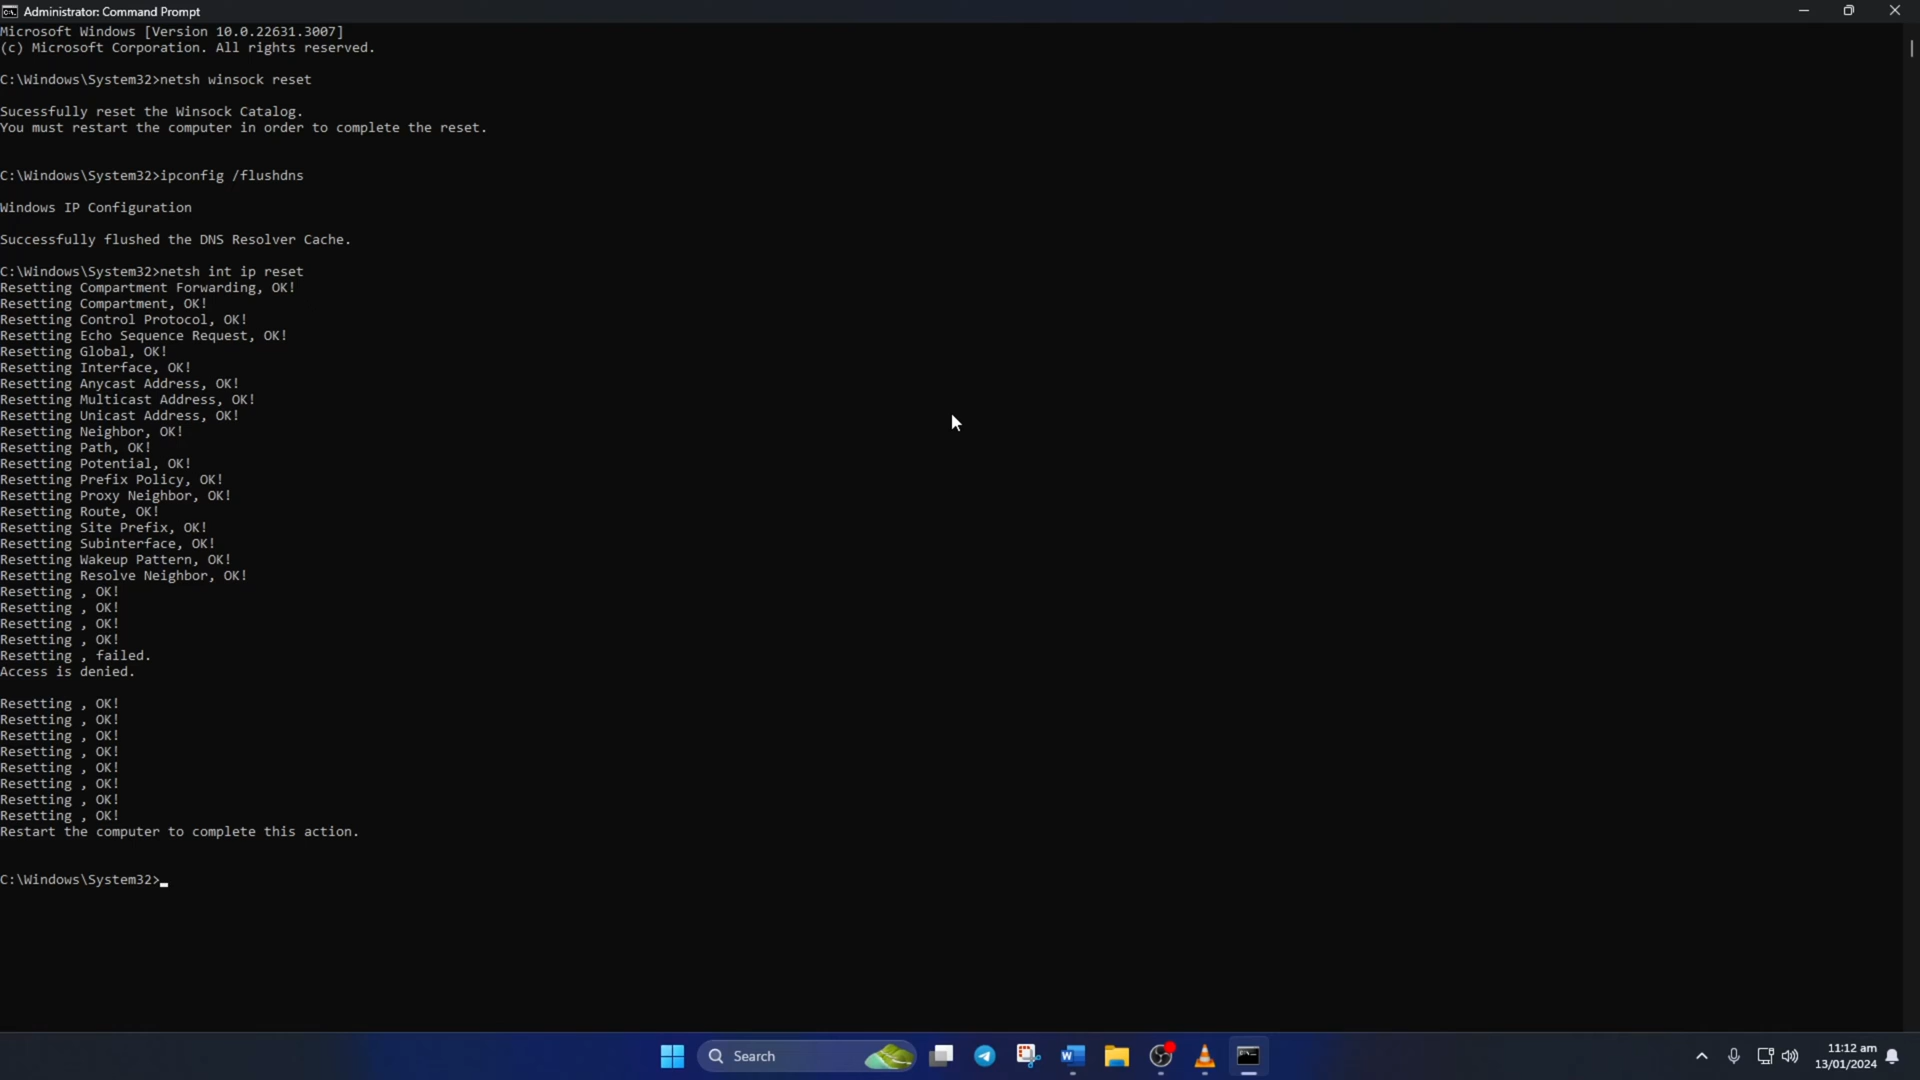 Administrator: Command Prompt
Microsoft Windows [Version 10.0.22631.3007]
(c) Microsoft Corporation. All rights reserved.
C:\Windows\System32>netsh winsock reset
Sucessfully reset the Winsock Catalog.
You must restart the computer in order to complete the reset.
C:\Windows\System32>ipconfig /flushdns
Windows IP Configuration
Successfully flushed the DNS Resolver Cache.
C:\Windows\System32>netsh int ip reset
Resetting Compartment Forwarding, OK!
Resetting Compartment, OK!
Resetting Control Protocol, OK!
Resetting Echo Sequence Request, OK!
Resetting Global, OK!
Resetting Interface, OK!
Resetting Anycast Address, OK!
Resetting Multicast Address, OK!
Resetting Unicast Address, OK!
Resetting Neighbor, OK!
Resetting Path, OK!
Resetting Potential, OK!
Resetting Prefix Policy, OK!
Resetting Proxy Neighbor, OK!
Resetting Route, OK!
Resetting Site Prefix, OK!
Resetting Subinterface, OK!
Resetting Wakeup Pattern, OK!
Resetting Resolve Neighbor, OK!
Resetting , OK!
Resetting , OK!
Resetting , OK!
Resetting , OK!
Resetting , failed.
Access is denied.
Resetting , OK!
Resetting , OK!
Resetting , OK!
Resetting , OK!
Resetting , OK!
Resetting , OK!
Resetting , OK!
Resetting , OK!
Restart the computer to complete this action.
C:\Windows\System32>
Search
11:12 am
13/01/2024